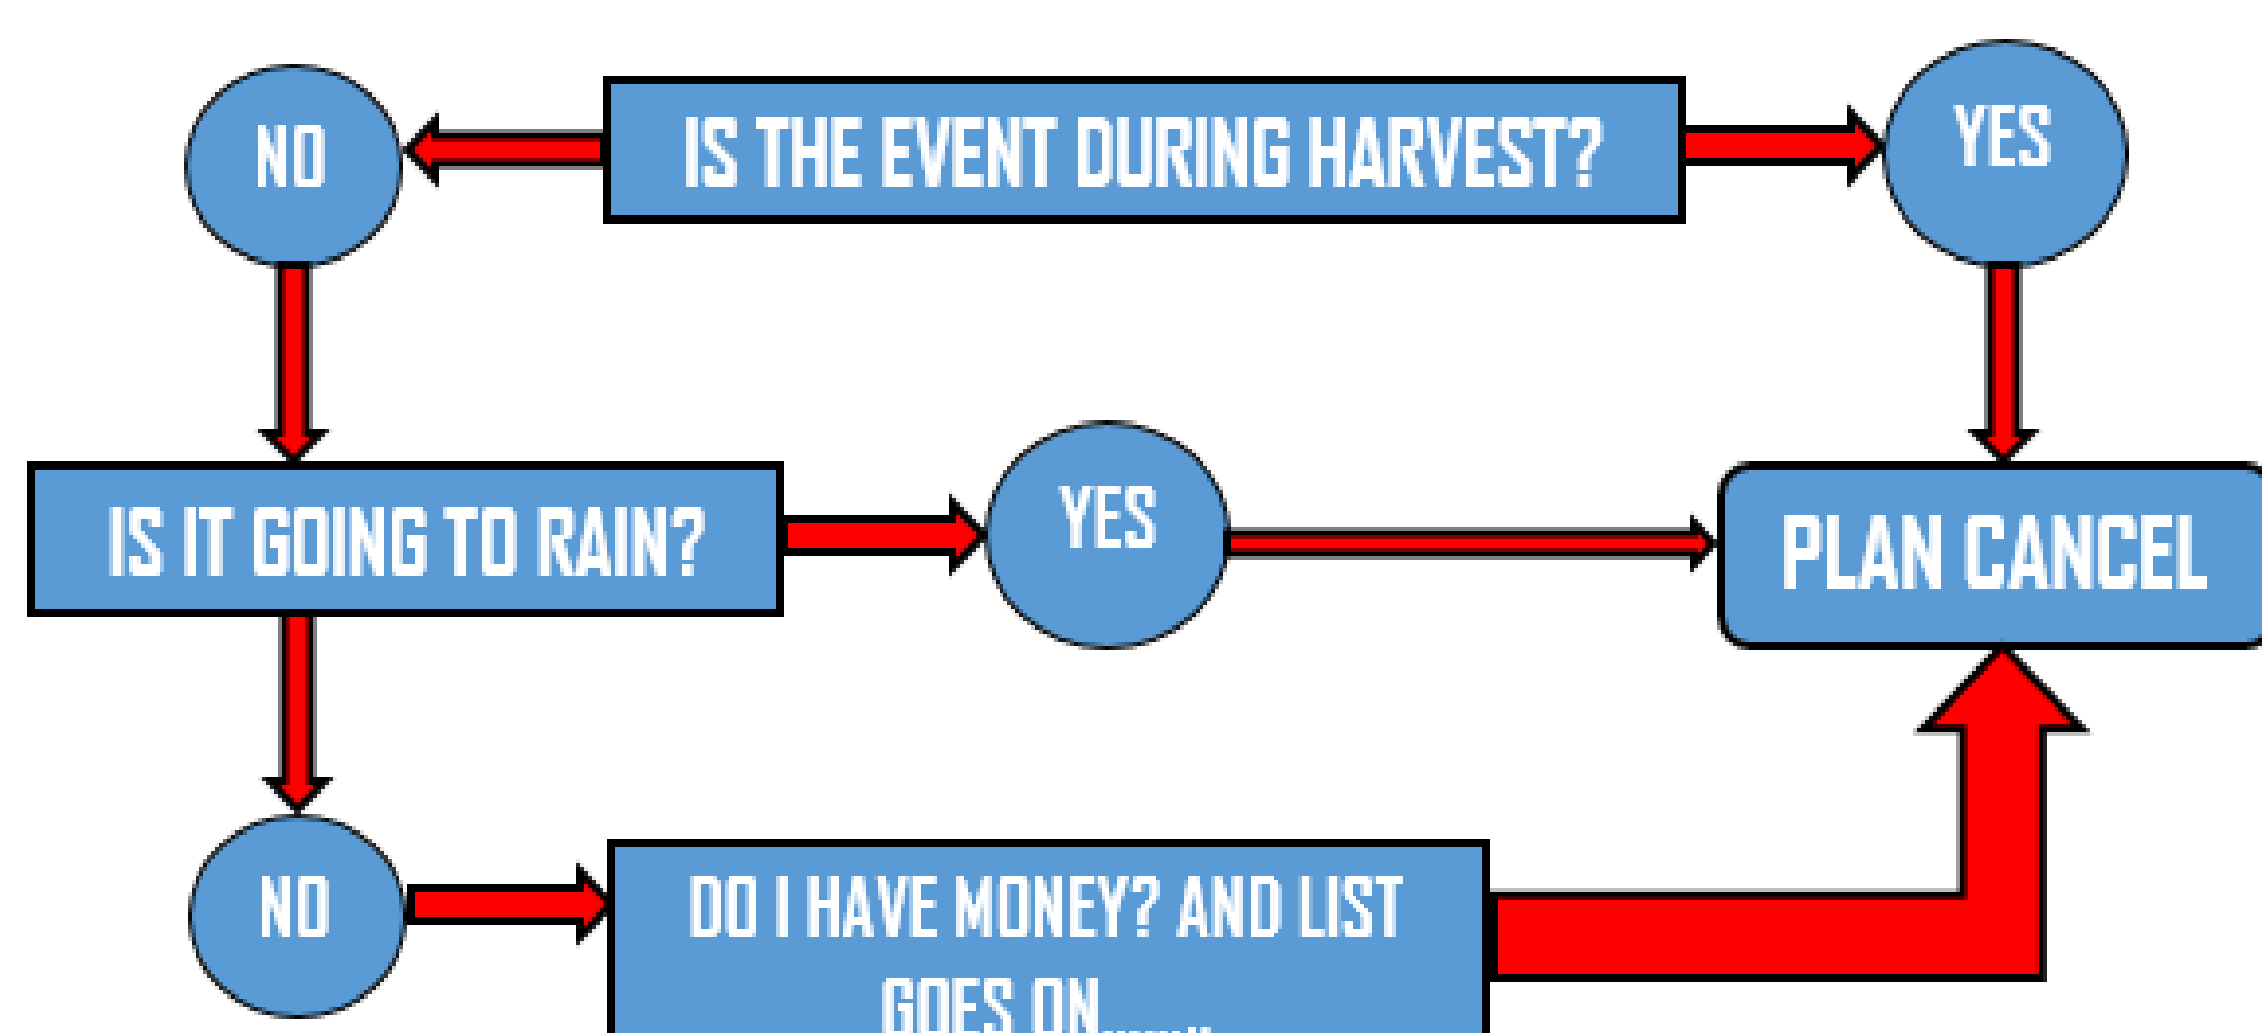 NO
IS THE EVENT DURING HARVEST?
YES
IS IT GOING TO RAIN?
YES
PLAN CANCEL
NO
DO I HAVE MONEY? AND LIST
GOES ON.......